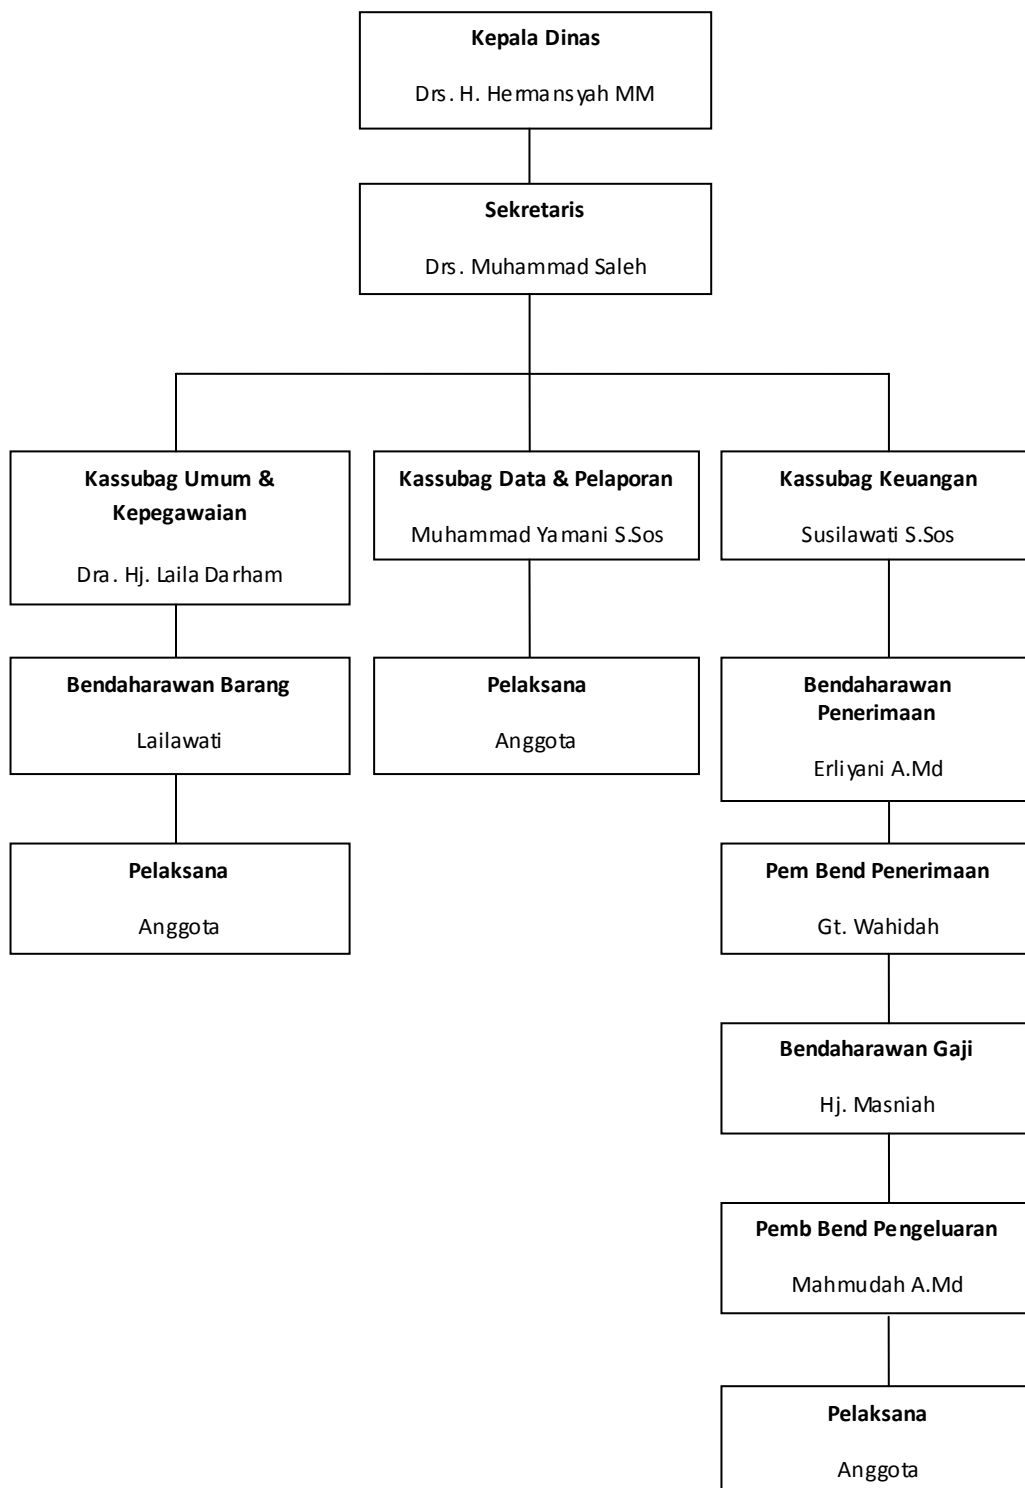 Kepala Dinas
Drs. H. Hermansyah MM
Sekretaris
Drs. Muhammad Saleh
Kassubag Umum &
Kepegawaian
Dra. Hj. Laila Darham
Kassubag Data & Pelaporan
Muhammad Yamani S.Sos
Kassubag Keuangan
Susilawati S.Sos
Bendaharawan Barang
Lailawati
Pelaksana
Anggota
Bendaharawan
Penerimaan
Erliyani A.Md
Pelaksana
Anggota
Pem Bend Penerimaan
Gt. Wahidah
Bendaharawan Gaji
Hj. Masniah
Pemb Bend Pengeluaran
Mahmudah A.Md
Pelaksana
Anggota